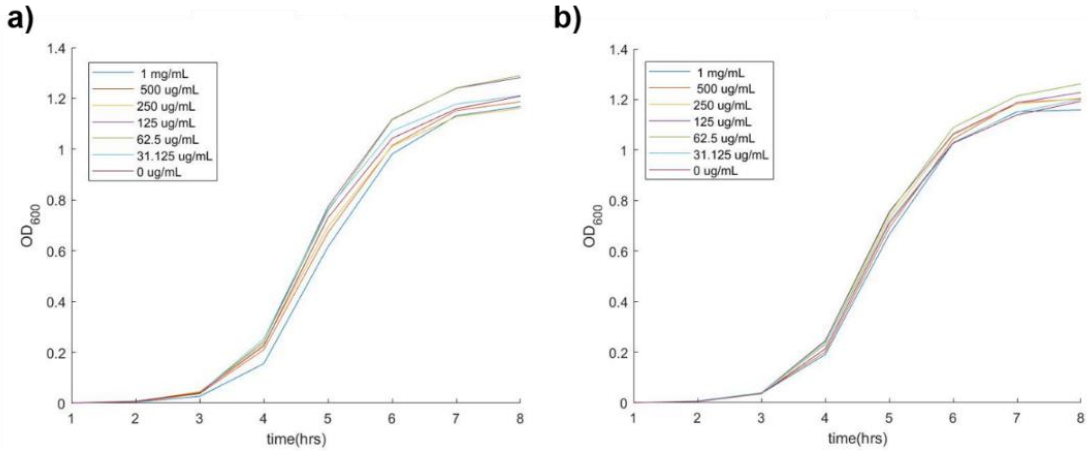 a)
OD600
1.4
1.2
1
0.8
0.6
0.4
0.2
0
1 mg/mL
500 ug/mL
250 ug/mL
125 ug/mL
62.5 ug/mL
31.125 ug/mL
0 ug/mL
1 2 3 4 5 6 7 8
time(hrs)
b)
OD600
1.4
1.2
1
0.8
0.6
0.4
0.2
0
1 mg/mL
500 ug/mL
250 ug/mL
125 ug/mL
62.5 ug/mL
31.125 ug/mL
0 ug/mL
1 2 3 4 5 6 7 8
time(hrs)